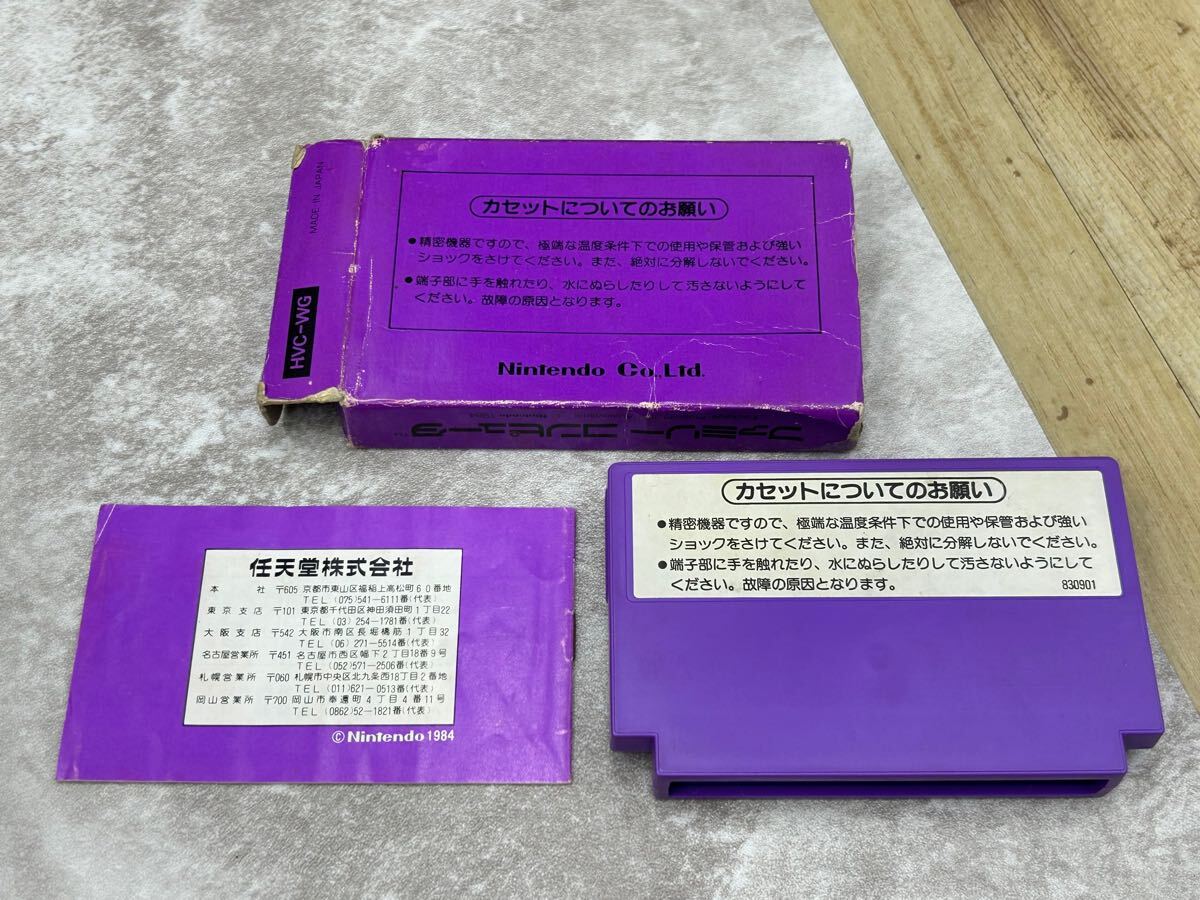 MADE IN JAPAN
HVC-WG
カセットについてのお願い
●精密機器ですので、極端な温度条件下での使用や保管および強い
ショックをさけてください。また、絶対に分解しないでください。
●端子部に手を触れたり、水にぬらしたりして汚さないようにして
ください。故障の原因となります。
Nintendo Co.,Ltd.
ファミリーコンピュータ
任天堂株式会社
本社 〒605 京都市東山区福稲上高松町60番地
TEL (075)541-6111番(代表)
東京支店 〒101 東京都千代田区神田須田町1丁目22
TEL (03)254-1781番(代表)
大阪支店 〒542 大阪市南区長堀橋筋1丁目32
TEL (06)271-5514番(代表)
名古屋営業所 〒451 名古屋市西区幅下2丁目18番9号
TEL (052)571-2506番(代表)
札幌営業所 〒060 札幌市中央区北九条西18丁目2番地
TEL (011)621-0513番(代表)
岡山営業所 〒700 岡山市奉還町4丁目4番11号
TEL (0862)52-1821番(代表)
©Nintendo 1984
カセットについてのお願い
●精密機器ですので、極端な温度条件下での使用や保管および強い
ショックをさけてください。また、絶対に分解しないでください。
●端子部に手を触れたり、水にぬらしたりして汚さないようにして
ください。故障の原因となります。
830901